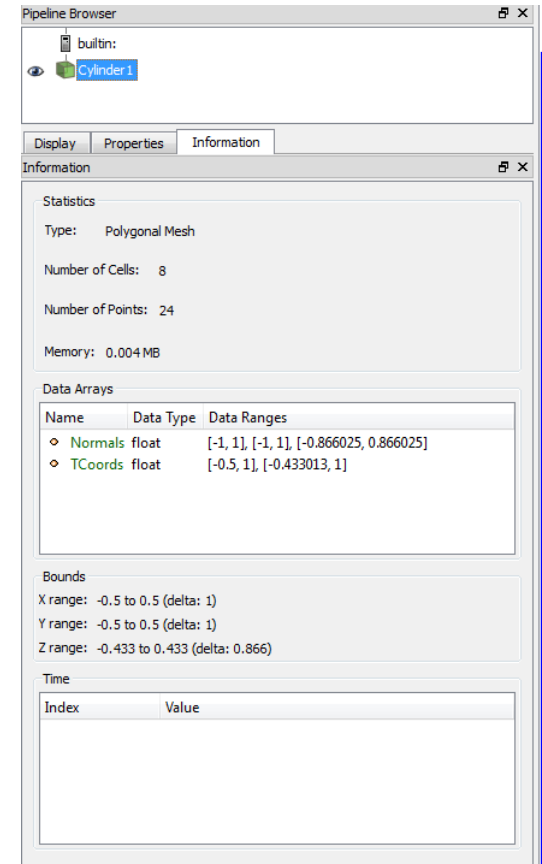 Pipeline Browser
builtin:
Cylinder1
Display Properties Information
Information
Statistics
Type: Polygonal Mesh
Number of Cells: 8
Number of Points: 24
Memory: 0.004 MB
Data Arrays
Name Data Type Data Ranges
Normals float [-1, 1], [-1, 1], [-0.866025, 0.866025]
TCoords float [-0.5, 1], [-0.433013, 1]
Bounds
X range: -0.5 to 0.5 (delta: 1)
Y range: -0.5 to 0.5 (delta: 1)
Z range: -0.433 to 0.433 (delta: 0.866)
Time
Index Value